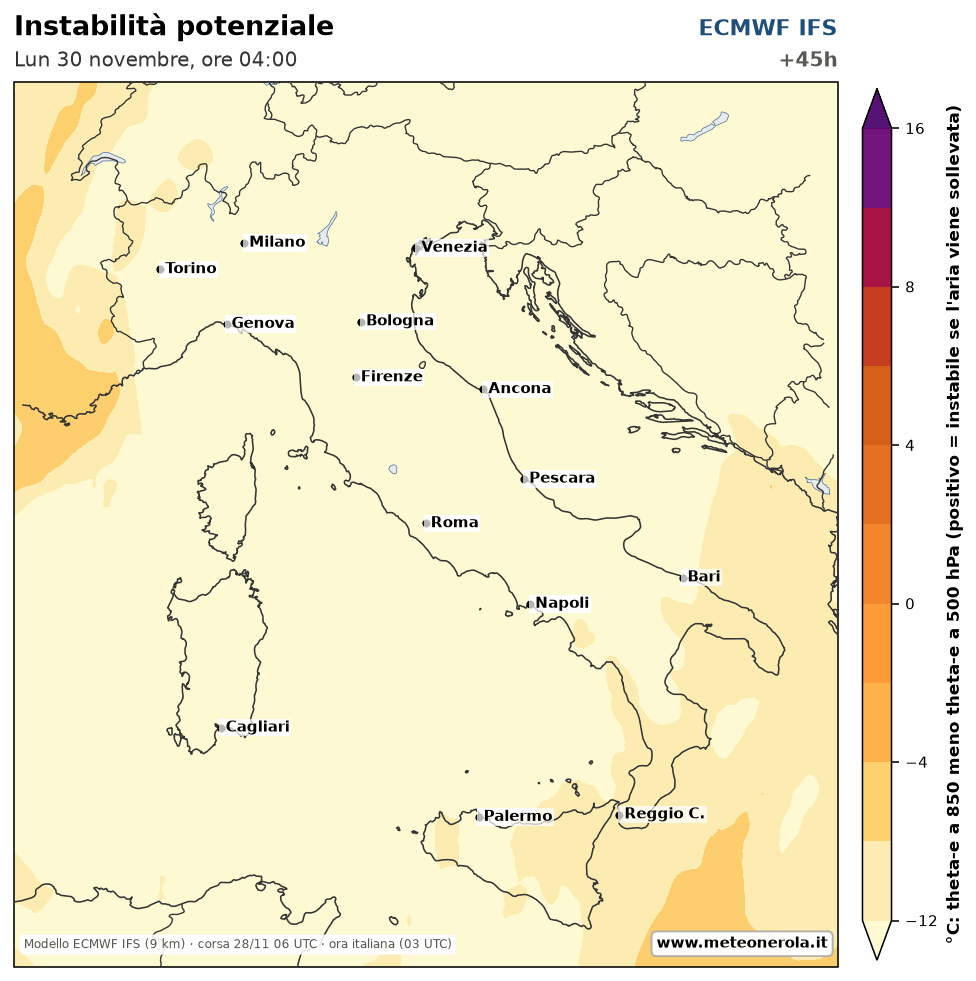 Instabilità potenziale
ECMWF IFS
Lun 30 novembre, ore 04:00
+45h
Milano
Venezia
Torino
Genova
Bologna
Firenze
Ancona
Pescara
Roma
Bari
Napoli
Cagliari
Palermo
Reggio C.
16
8
4
0
−4
−12
°C: theta-e a 850 meno theta-e a 500 hPa (positivo = instabile se l'aria viene sollevata)
Modello ECMWF IFS (9 km) · corsa 28/11 06 UTC · ora italiana (03 UTC)
www.meteonerola.it